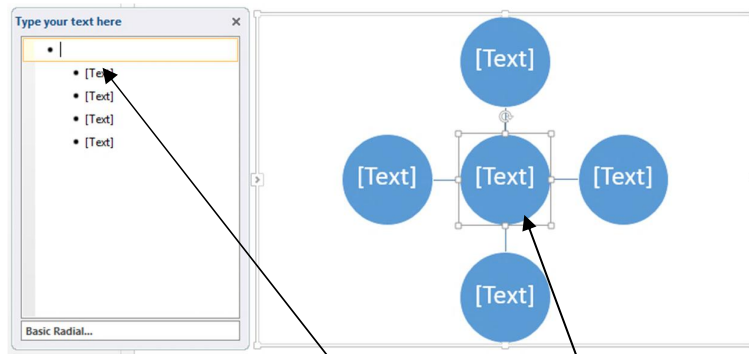 Type your text here
[Text]
[Text]
[Text]
[Text]
Basic Radial...
[Text]
[Text] [Text] [Text]
[Text]